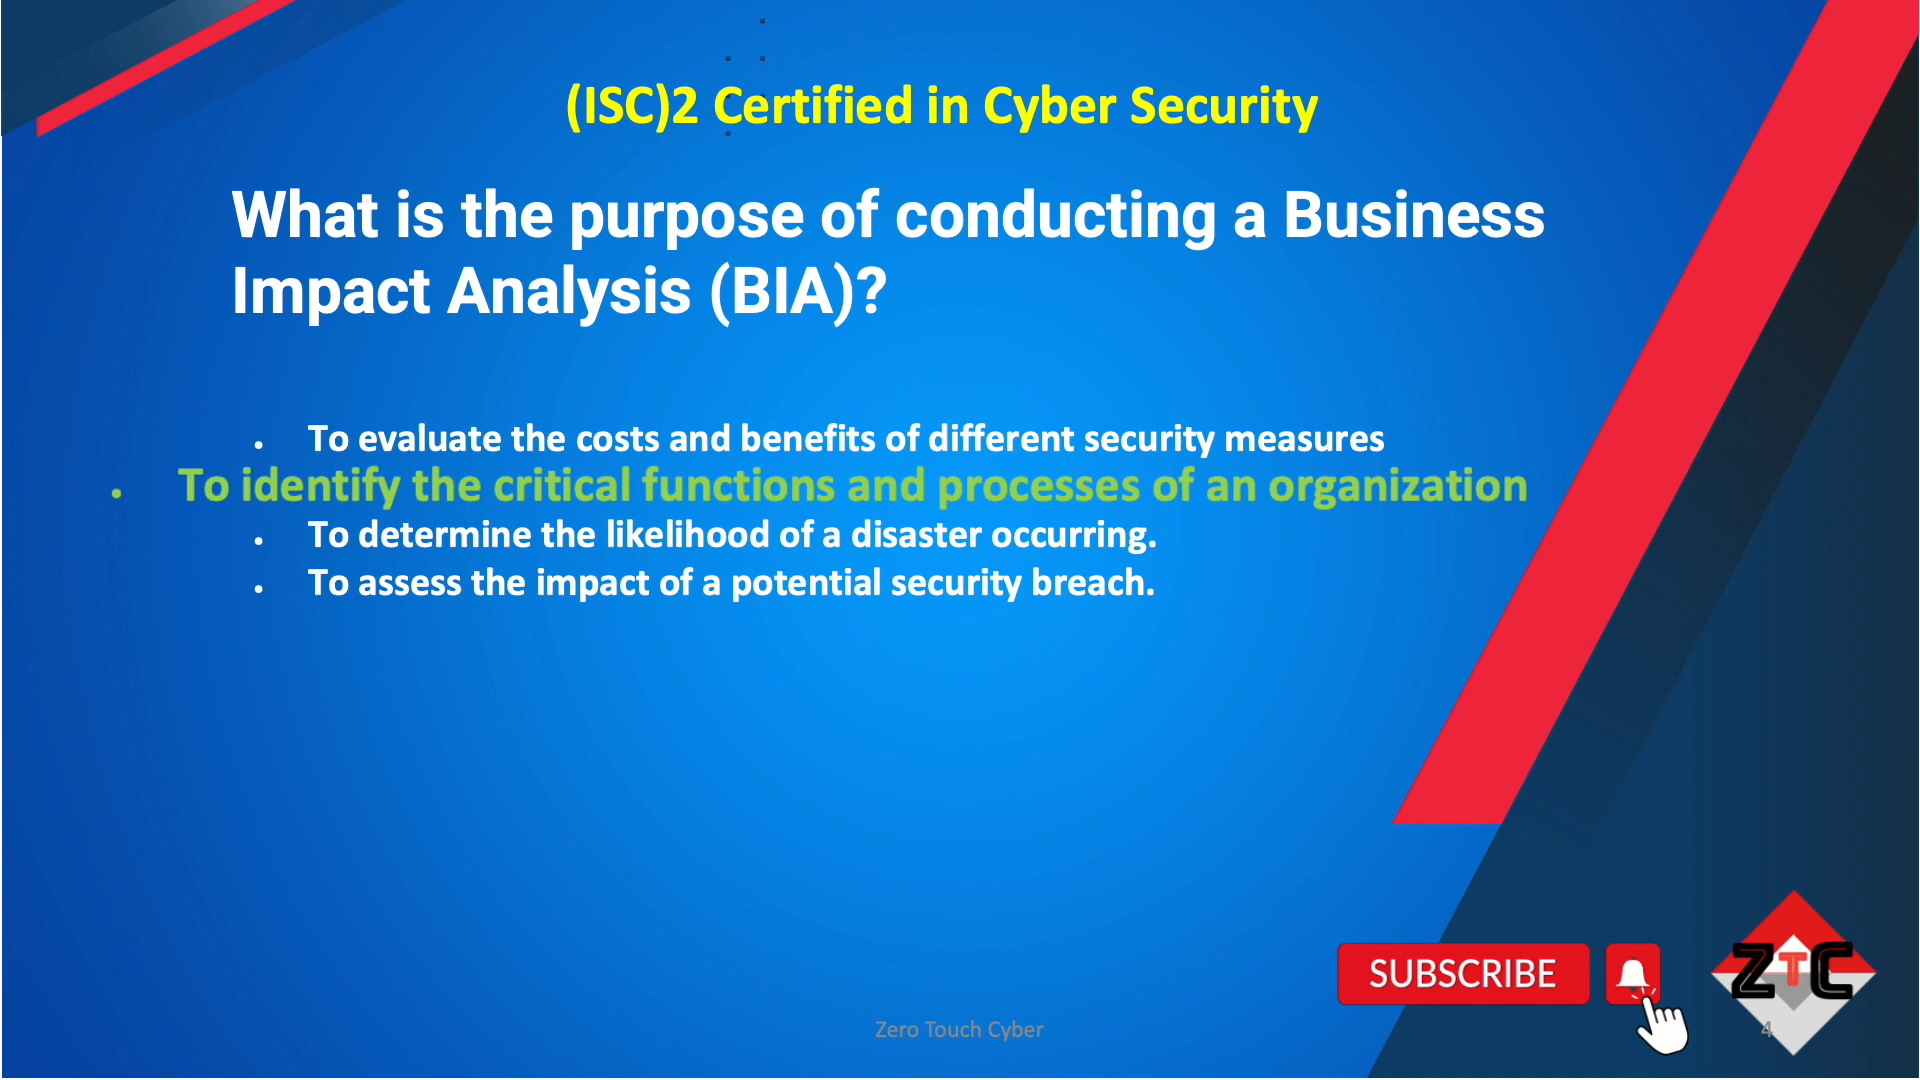 (ISC)2 Certified in Cyber Security
What is the purpose of conducting a Business
Impact Analysis (BIA)?
• To evaluate the costs and benefits of different security measures
• To identify the critical functions and processes of an organization
• To determine the likelihood of a disaster occurring.
• To assess the impact of a potential security breach.
SUBSCRIBE
ZTC
Zero Touch Cyber
4